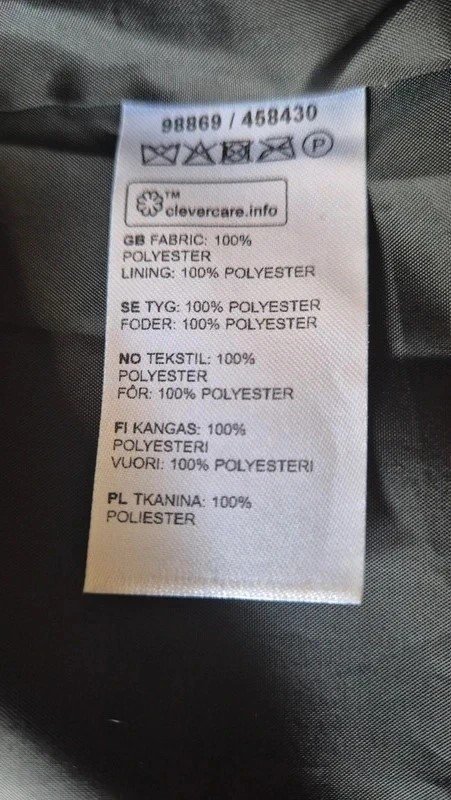 98869 / 458430
P
TM
clevercare.info
GB FABRIC: 100%
POLYESTER
LINING: 100% POLYESTER
SE TYG: 100% POLYESTER
FODER: 100% POLYESTER
NO TEKSTIL: 100%
POLYESTER
FÔR: 100% POLYESTER
FI KANGAS: 100%
POLYESTERI
VUORI: 100% POLYESTERI
PL TKANINA: 100%
POLIESTER